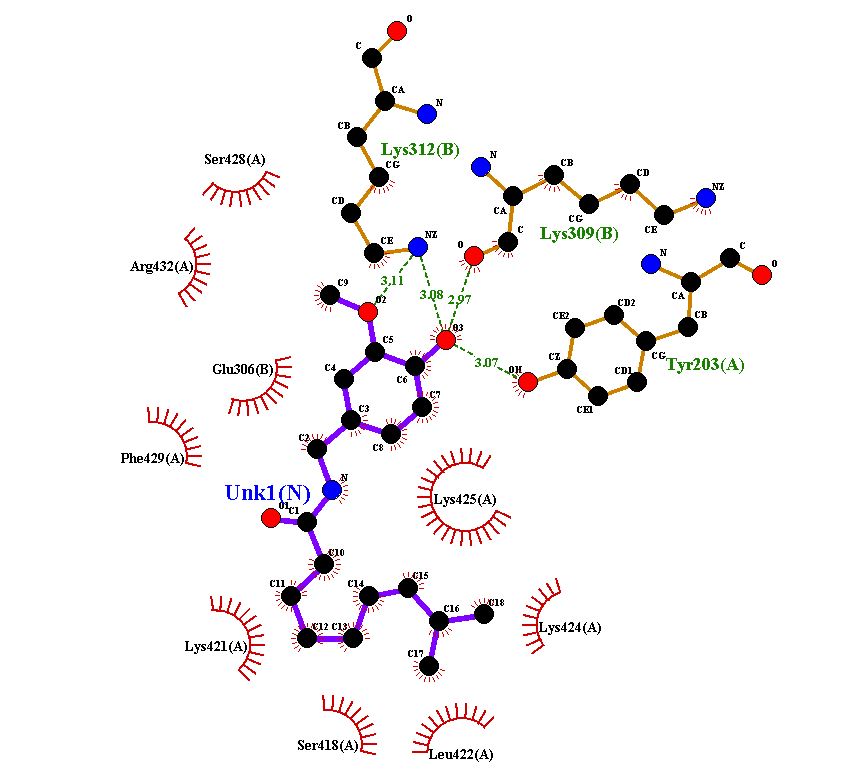 O
C
CA
N
CB
Lys312(B)
Ser428(A)
CG
N
CB
CD
NZ
CA
CG
CE
CD
Lys309(B)
C
CE
NZ
O
Arg432(A)
N
C
O
CA
C9
3.11
3.08
2.97
O2
CE2
CD2
CB
O3
C5
CG
Tyr203(A)
C6
3.07
CZ
OH
CD1
Glu306(B)
C4
CE1
C7
C3
C8
C2
Phe429(A)
N
Unk1(N)
Lys425(A)
O1
C1
C10
C11
C14
C15
C16
C18
C12
C13
Lys424(A)
Lys421(A)
C17
Ser418(A)
Leu422(A)